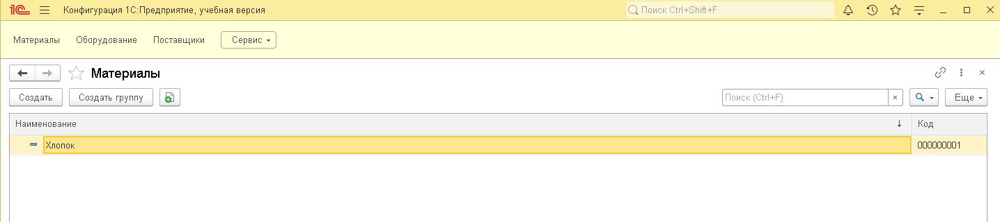 1С Конфигурация 1С:Предприятие, учебная версия Поиск Ctrl+Shift+F
Материалы Оборудование Поставщики Сервис
Материалы
Создать Создать группу Поиск (Ctrl+F) × Еще
Наименование ↓ Код
Хлопок 000000001